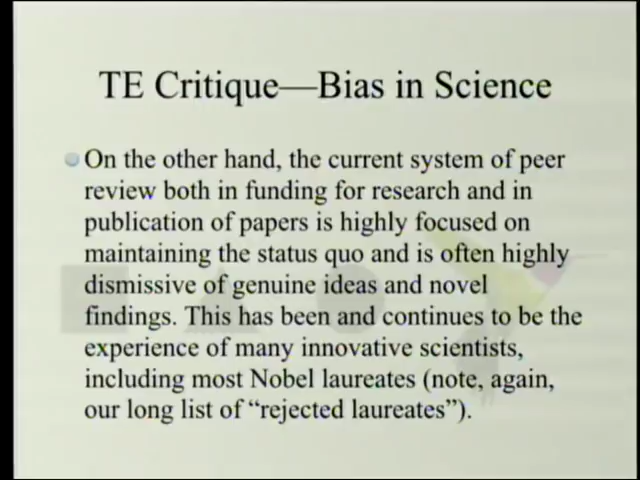 TE Critique—Bias in Science
On the other hand, the current system of peer
review both in funding for research and in
publication of papers is highly focused on
maintaining the status quo and is often highly
dismissive of genuine ideas and novel
findings. This has been and continues to be the
experience of many innovative scientists,
including most Nobel laureates (note, again,
our long list of “rejected laureates”).